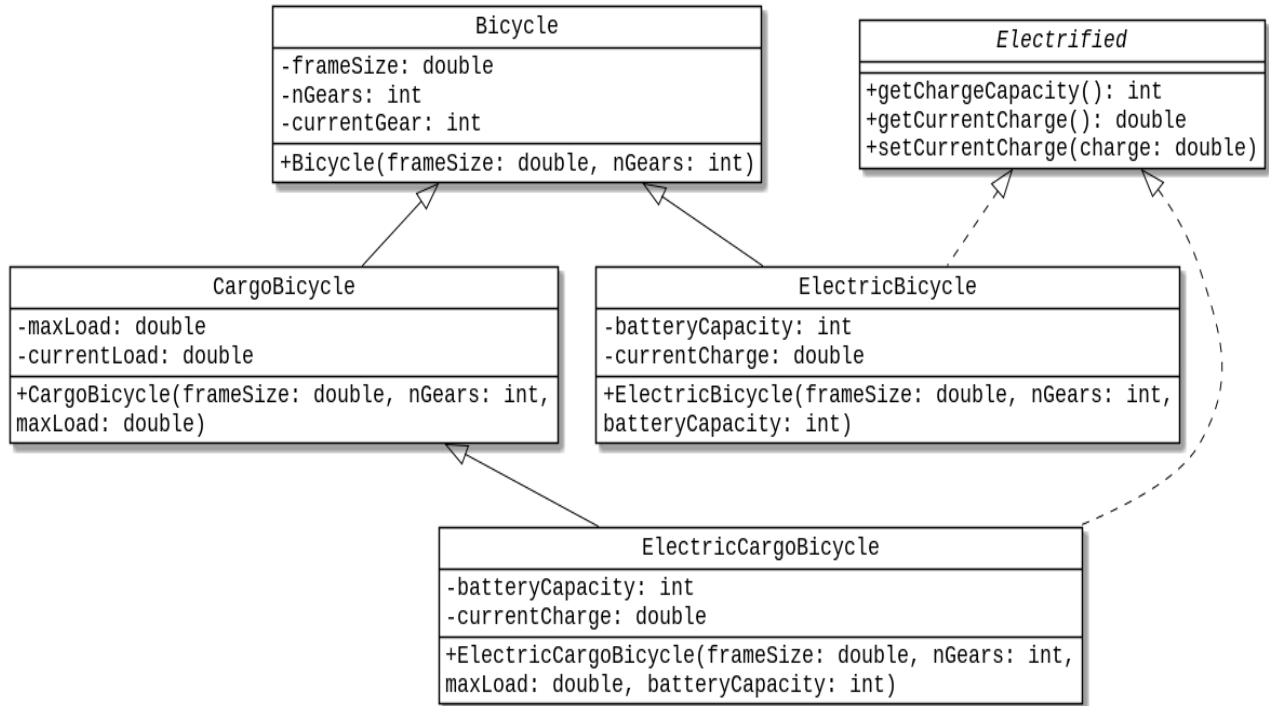 Bicycle
-frameSize: double
-nGears: int
-currentGear: int
+Bicycle(frameSize: double, nGears: int)
Electrified
+getChargeCapacity(): int
+getCurrentCharge(): double
+setCurrentCharge(charge: double)
CargoBicycle
-maxLoad: double
-currentLoad: double
+CargoBicycle(frameSize: double, nGears: int,
maxLoad: double)
ElectricBicycle
-batteryCapacity: int
-currentCharge: double
+ElectricBicycle(frameSize: double, nGears: int,
batteryCapacity: int)
ElectricCargoBicycle
-batteryCapacity: int
-currentCharge: double
+ElectricCargoBicycle(frameSize: double, nGears: int,
maxLoad: double, batteryCapacity: int)